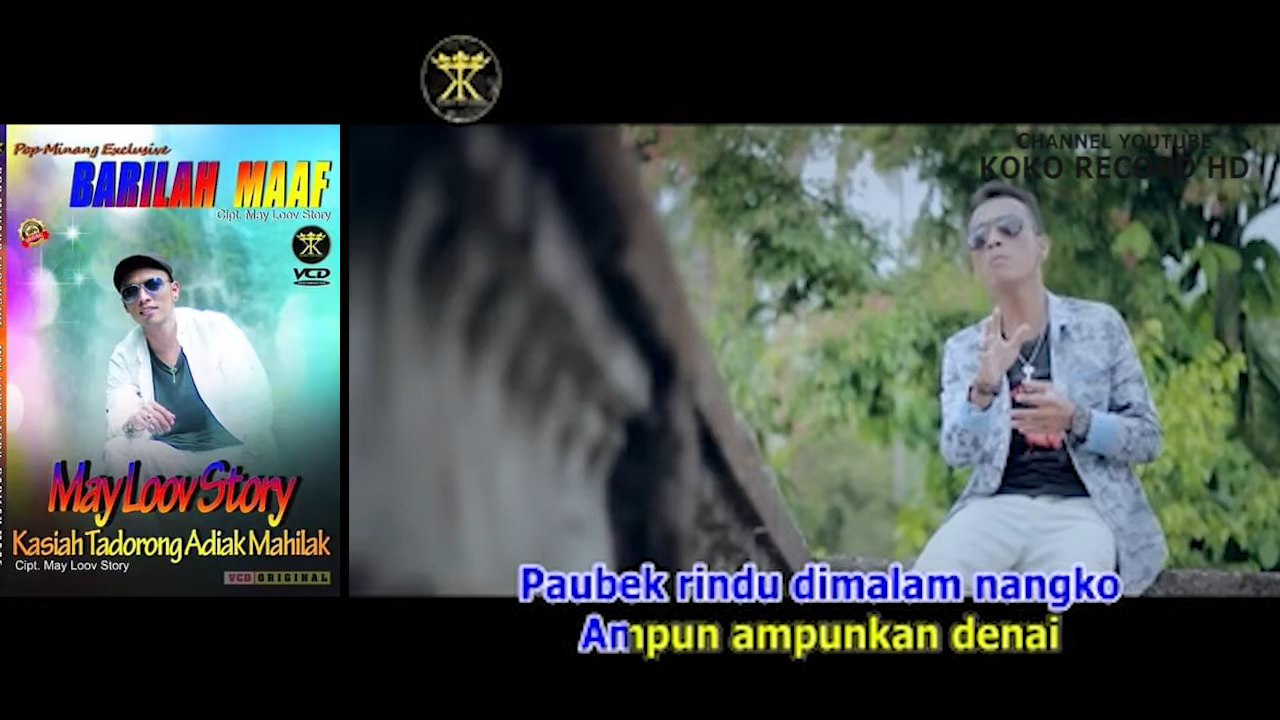 Pop Minang Exclusive
BARILAH MAAF
Cipt. May Loov Story
VCD
May Loov Story
Kasiah Tadorong Adiak Mahilak
Cipt. May Loov Story
VCD ORIGINAL
CHANNEL YOUTUBE
KOKO RECORD HD
Paubek rindu dimalam nangko
Ampun ampunkan denai